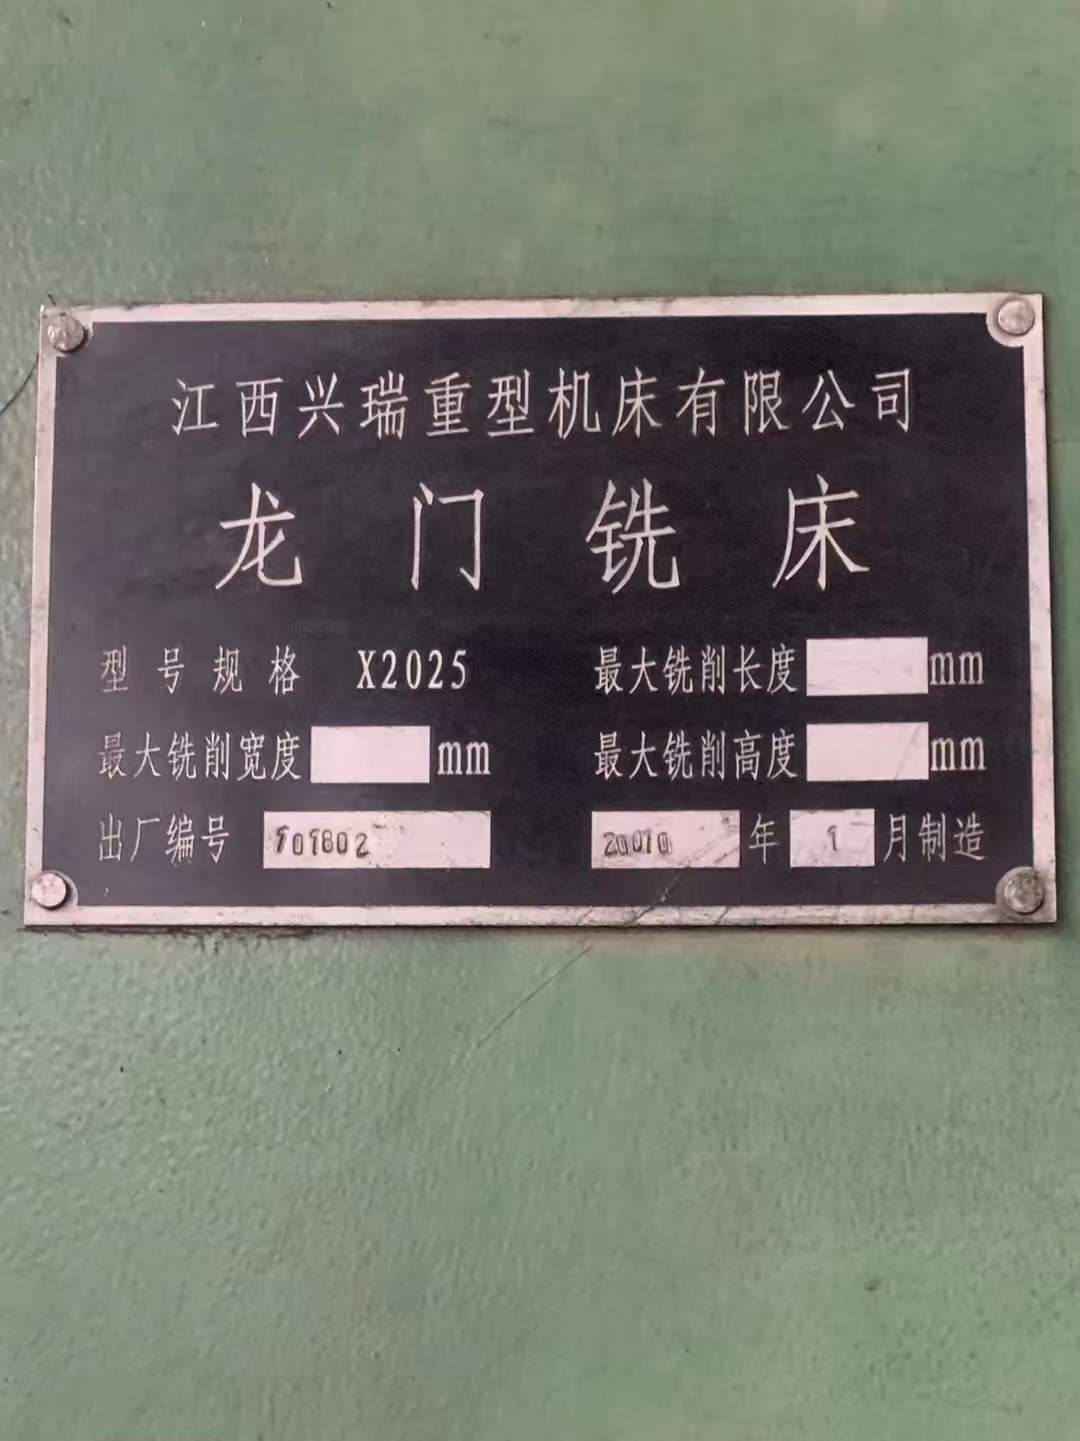 江西兴瑞重型机床有限公司
龙门铣床
型号规格 X2025 最大铣削长度 mm
最大铣削宽度 mm 最大铣削高度 mm
出厂编号 101802 20010 年 1 月制造